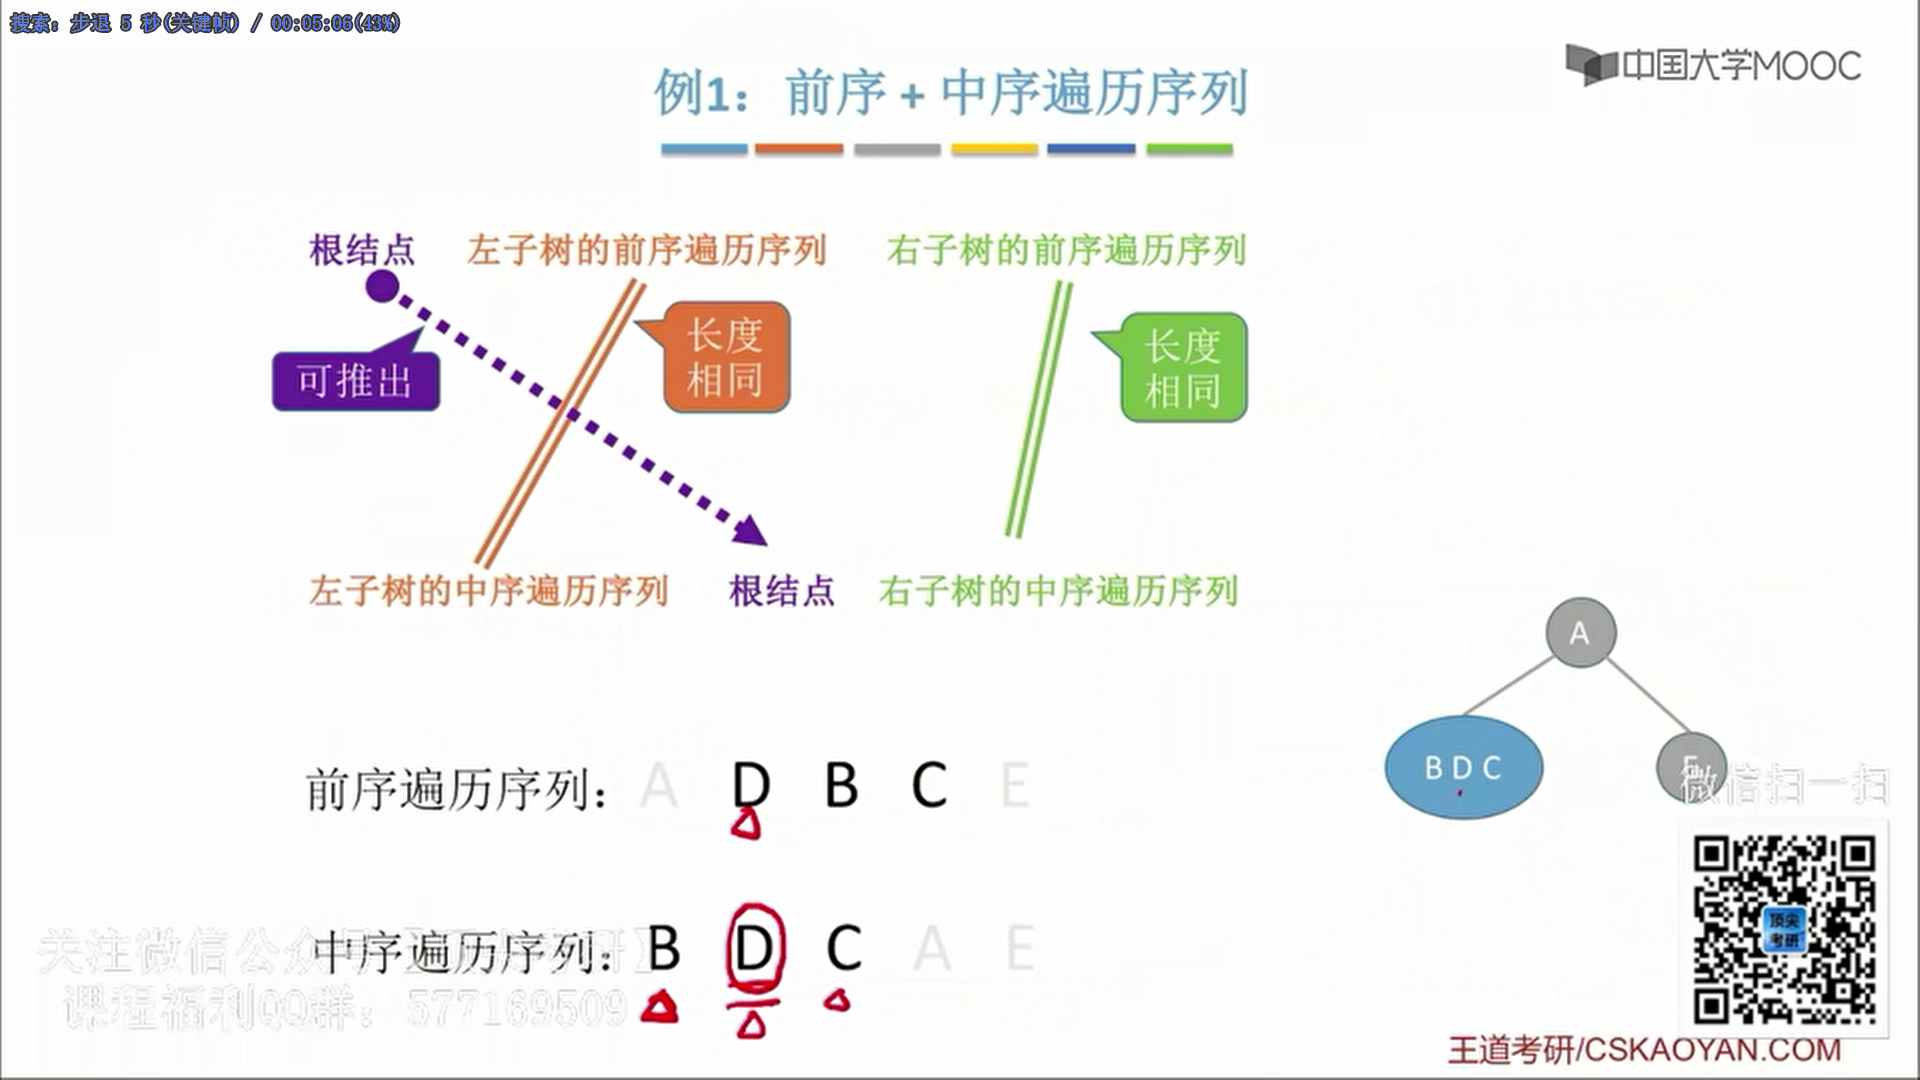 搜索: 步退 5 秒(关键帧) / 00:05:06(43%)
中国大学MOOC
例1：前序 + 中序遍历序列
根结点 左子树的前序遍历序列 右子树的前序遍历序列
可推出
长度
相同
长度
相同
左子树的中序遍历序列 根结点 右子树的中序遍历序列
A
B D C
微信扫一扫
前序遍历序列： A D B C E
中序遍历序列： B D C A E
关注微信公众
课程福利QQ群： 577169509
顶尖
考研
王道考研/CSKAOYAN.COM